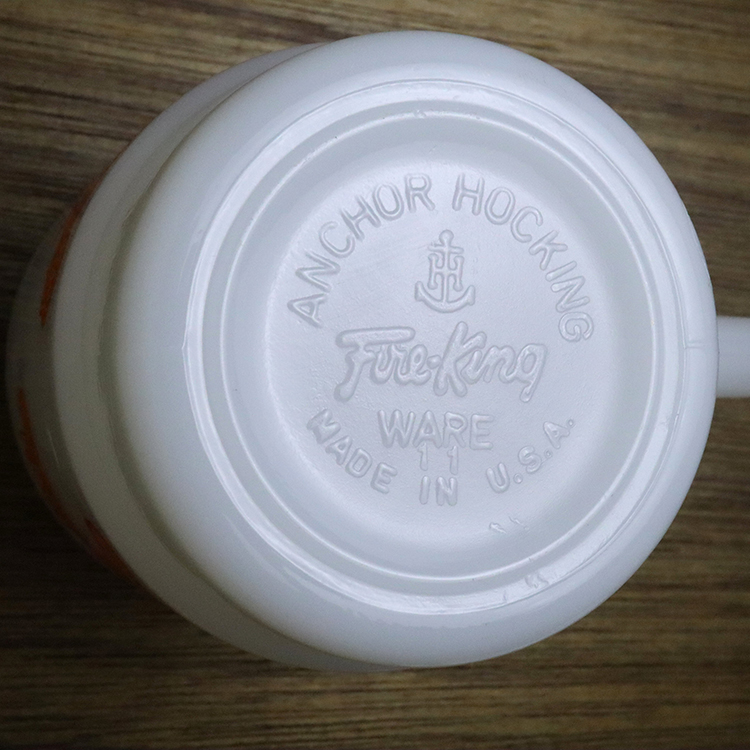 ANCHOR HOCKING
H
Fire-King
WARE
11
MADE IN U.S.A.